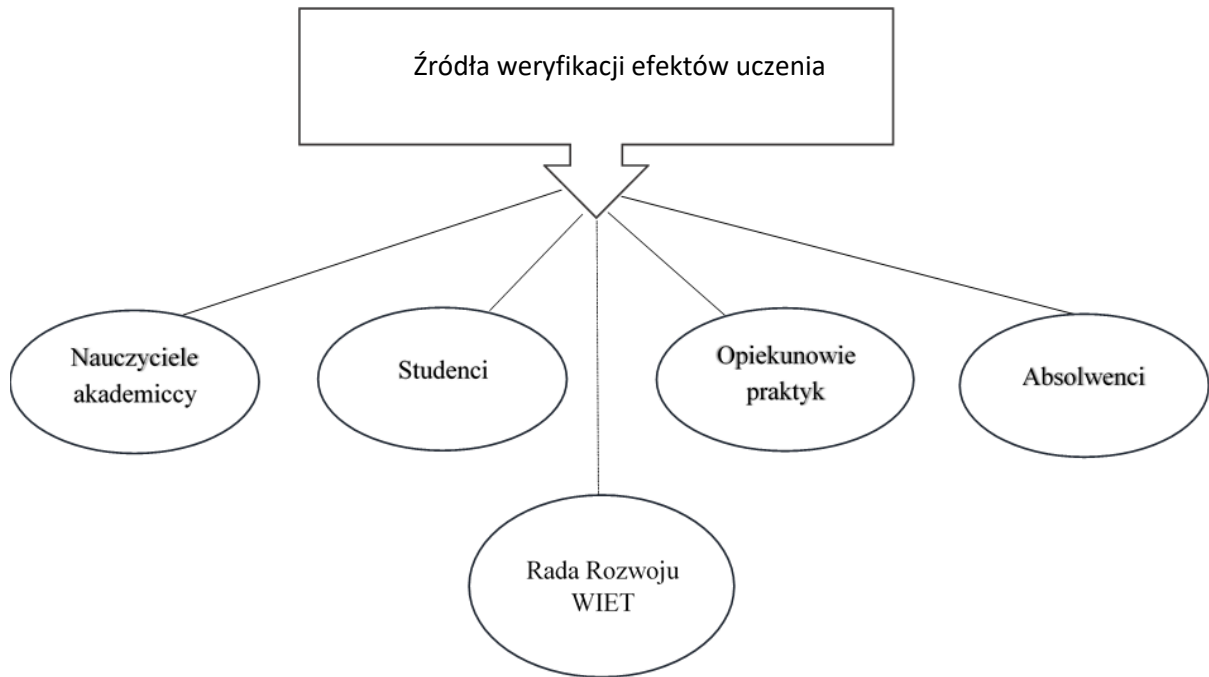 Źródła weryfikacji efektów uczenia
Nauczyciele
akademiccy
Studenci
Opiekunowie
praktyk
Absolwenci
Rada Rozwoju
WIET